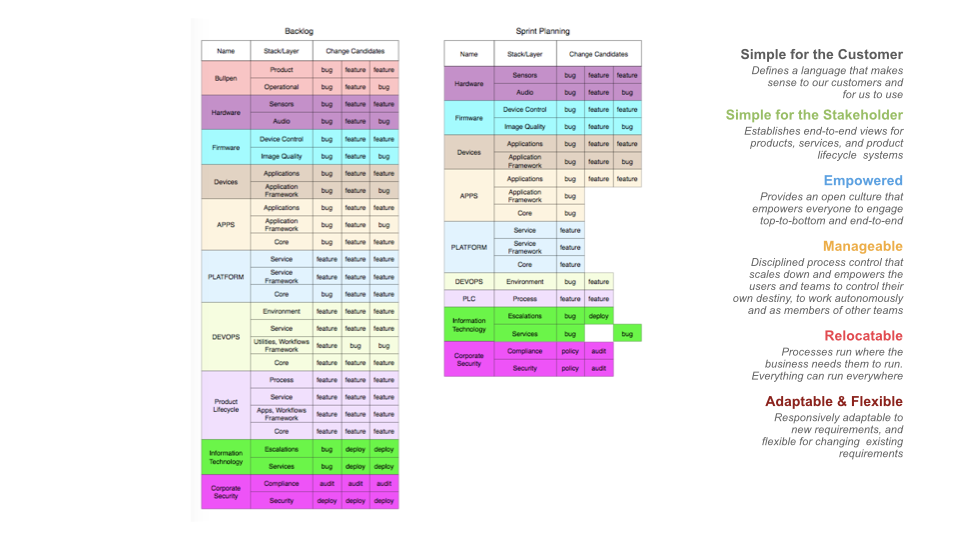 Backlog
Name Stack/Layer Change Candidates
Bullpen Product bug feature feature
Operational bug feature bug
Hardware Sensors bug feature feature
Audio bug feature bug
Firmware Device Control bug feature feature
Image Quality bug feature bug
Devices Applications bug feature feature
Application Framework bug feature bug
APPS Applications bug feature feature
Application Framework bug feature bug
Core bug feature feature
PLATFORM Service feature feature feature
Service Framework feature feature feature
Core bug feature feature
DEVOPS Environment feature feature feature
Service bug feature feature
Utilities, Workflows Framework feature bug bug
Core feature feature feature
Product Lifecycle Process feature feature feature
Service feature feature feature
Apps, Workflows Framework feature feature feature
Core feature feature feature
Information Technology Escalations bug deploy deploy
Services bug deploy deploy
Corporate Security Compliance audit audit audit
Security deploy deploy deploy
Sprint Planning
Name Stack/Layer Change Candidates
Hardware Sensors bug feature feature
Audio bug feature bug
Firmware Device Control bug feature feature
Image Quality bug feature bug
Devices Applications bug feature feature
Application Framework bug feature bug
APPS Applications bug feature feature
Application Framework bug
Core bug
PLATFORM Service feature
Service Framework feature
Core feature
DEVOPS Environment bug feature
PLC Process feature feature
Information Technology Escalations bug deploy
Services bug bug
Corporate Security Compliance policy audit
Security policy audit
Simple for the Customer
Defines a language that makes
sense to our customers and
for us to use
Simple for the Stakeholder
Establishes end-to-end views for
products, services, and product
lifecycle systems
Empowered
Provides an open culture that
empowers everyone to engage
top-to-bottom and end-to-end
Manageable
Disciplined process control that
scales down and empowers the
users and teams to control their
own destiny, to work autonomously
and as members of other teams
Relocatable
Processes run where the
business needs them to run.
Everything can run everywhere
Adaptable & Flexible
Responsively adaptable to
new requirements, and
flexible for changing existing
requirements